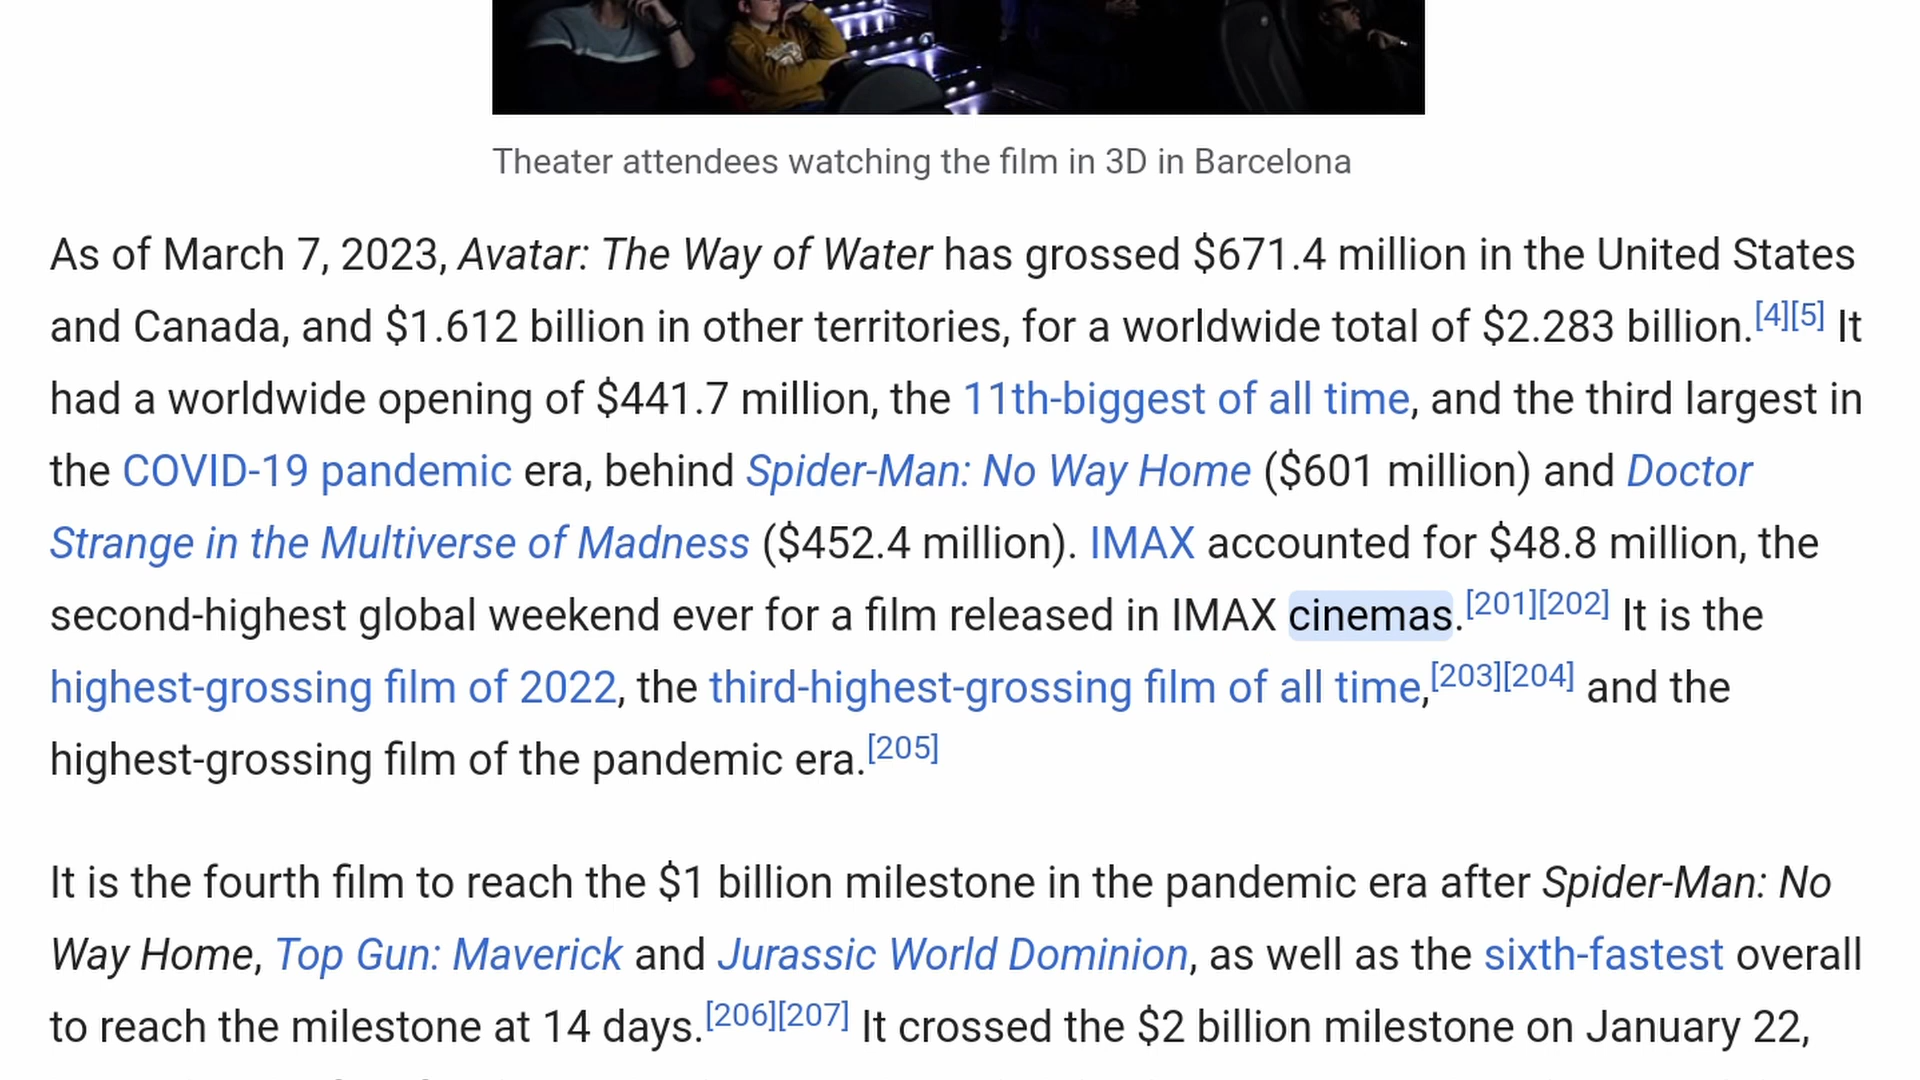 Theater attendees watching the film in 3D in Barcelona
As of March 7, 2023, Avatar: The Way of Water has grossed $671.4 million in the United States
and Canada, and $1.612 billion in other territories, for a worldwide total of $2.283 billion.[4][5] It
had a worldwide opening of $441.7 million, the 11th-biggest of all time, and the third largest in
the COVID-19 pandemic era, behind Spider-Man: No Way Home ($601 million) and Doctor
Strange in the Multiverse of Madness ($452.4 million). IMAX accounted for $48.8 million, the
second-highest global weekend ever for a film released in IMAX cinemas.[201][202] It is the
highest-grossing film of 2022, the third-highest-grossing film of all time,[203][204] and the
highest-grossing film of the pandemic era.[205]
It is the fourth film to reach the $1 billion milestone in the pandemic era after Spider-Man: No
Way Home, Top Gun: Maverick and Jurassic World Dominion, as well as the sixth-fastest overall
to reach the milestone at 14 days.[206][207] It crossed the $2 billion milestone on January 22,